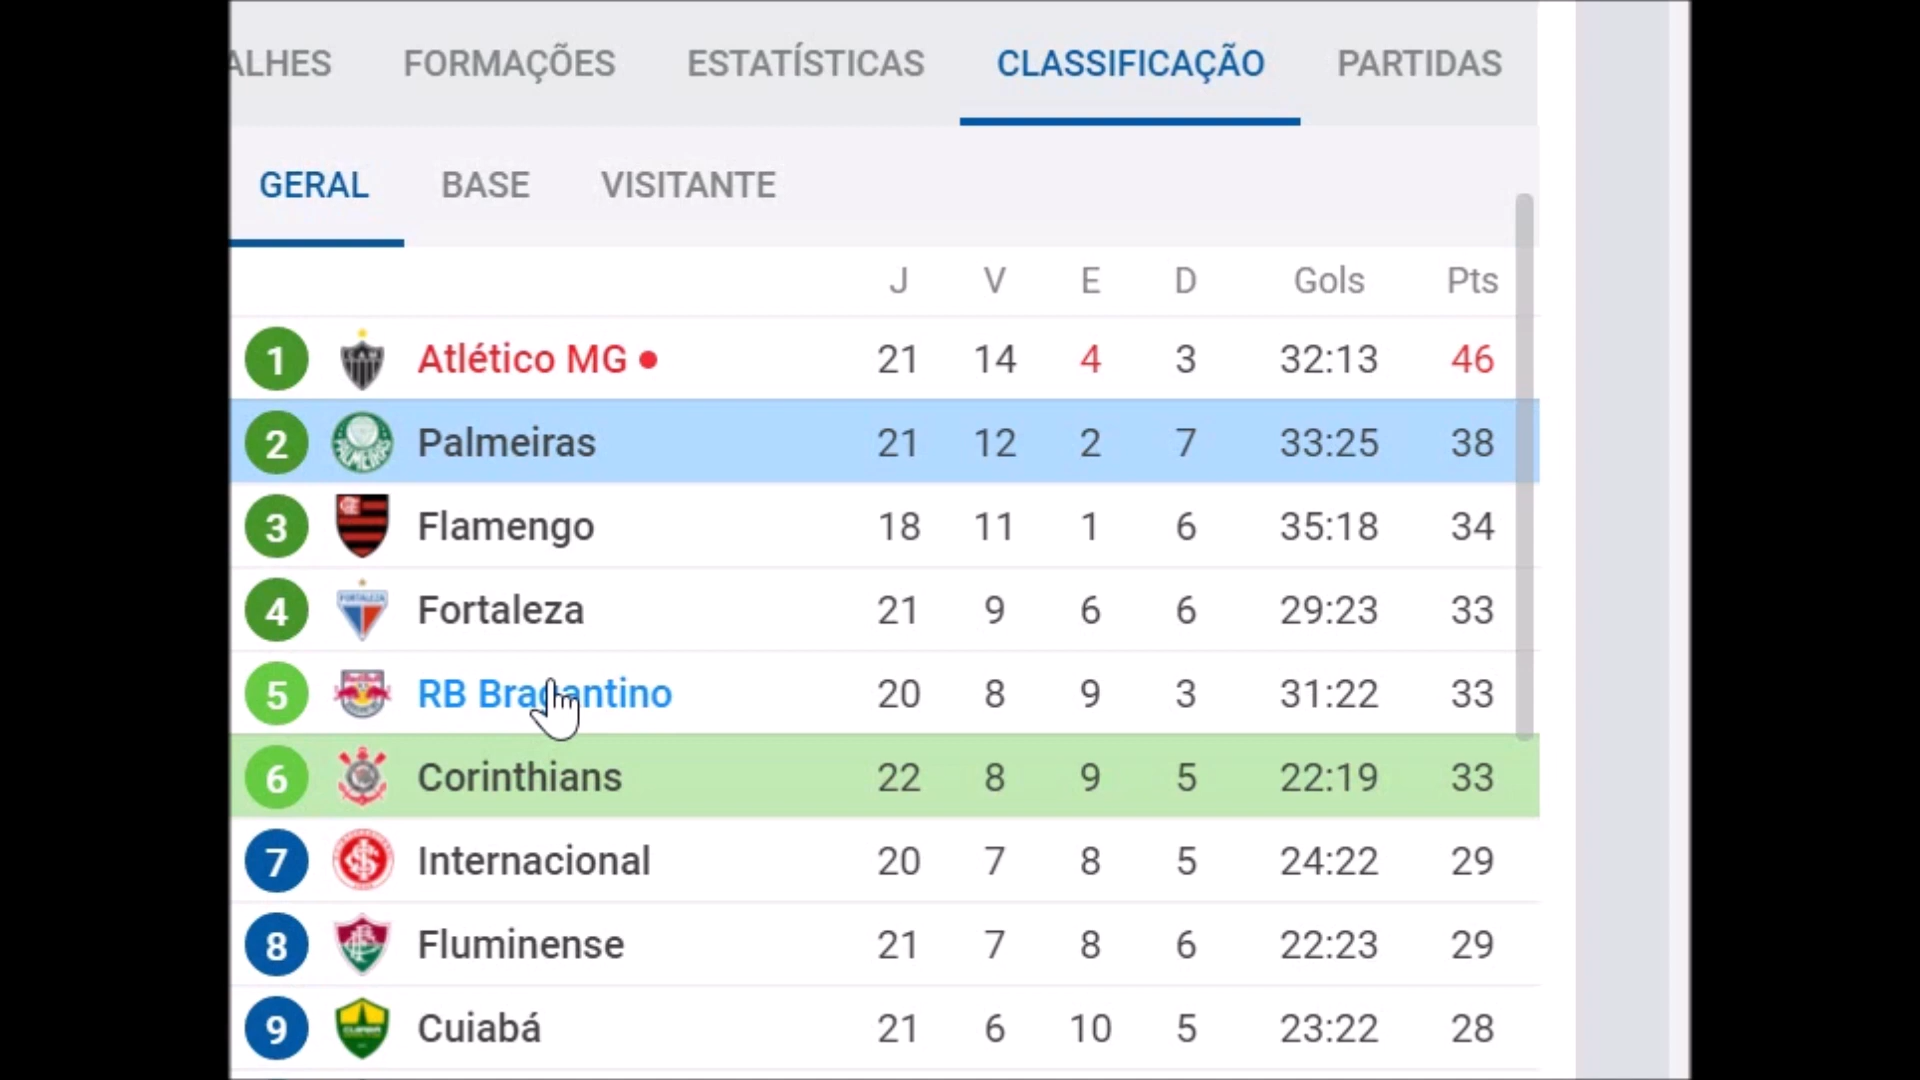 ALHES FORMAÇÕES ESTATÍSTICAS CLASSIFICAÇÃO PARTIDAS
GERAL BASE VISITANTE
J V E D Gols Pts
1 Atlético MG 21 14 4 3 32:13 46
2 PALMEIRAS Palmeiras 21 12 2 7 33:25 38
3 Flamengo 18 11 1 6 35:18 34
4 FORTALEZA Fortaleza 21 9 6 6 29:23 33
5 RB Bragantino 20 8 9 3 31:22 33
6 Corinthians 22 8 9 5 22:19 33
7 Internacional 20 7 8 5 24:22 29
8 Fluminense 21 7 8 6 22:23 29
9 CUIABÁ Cuiabá 21 6 10 5 23:22 28